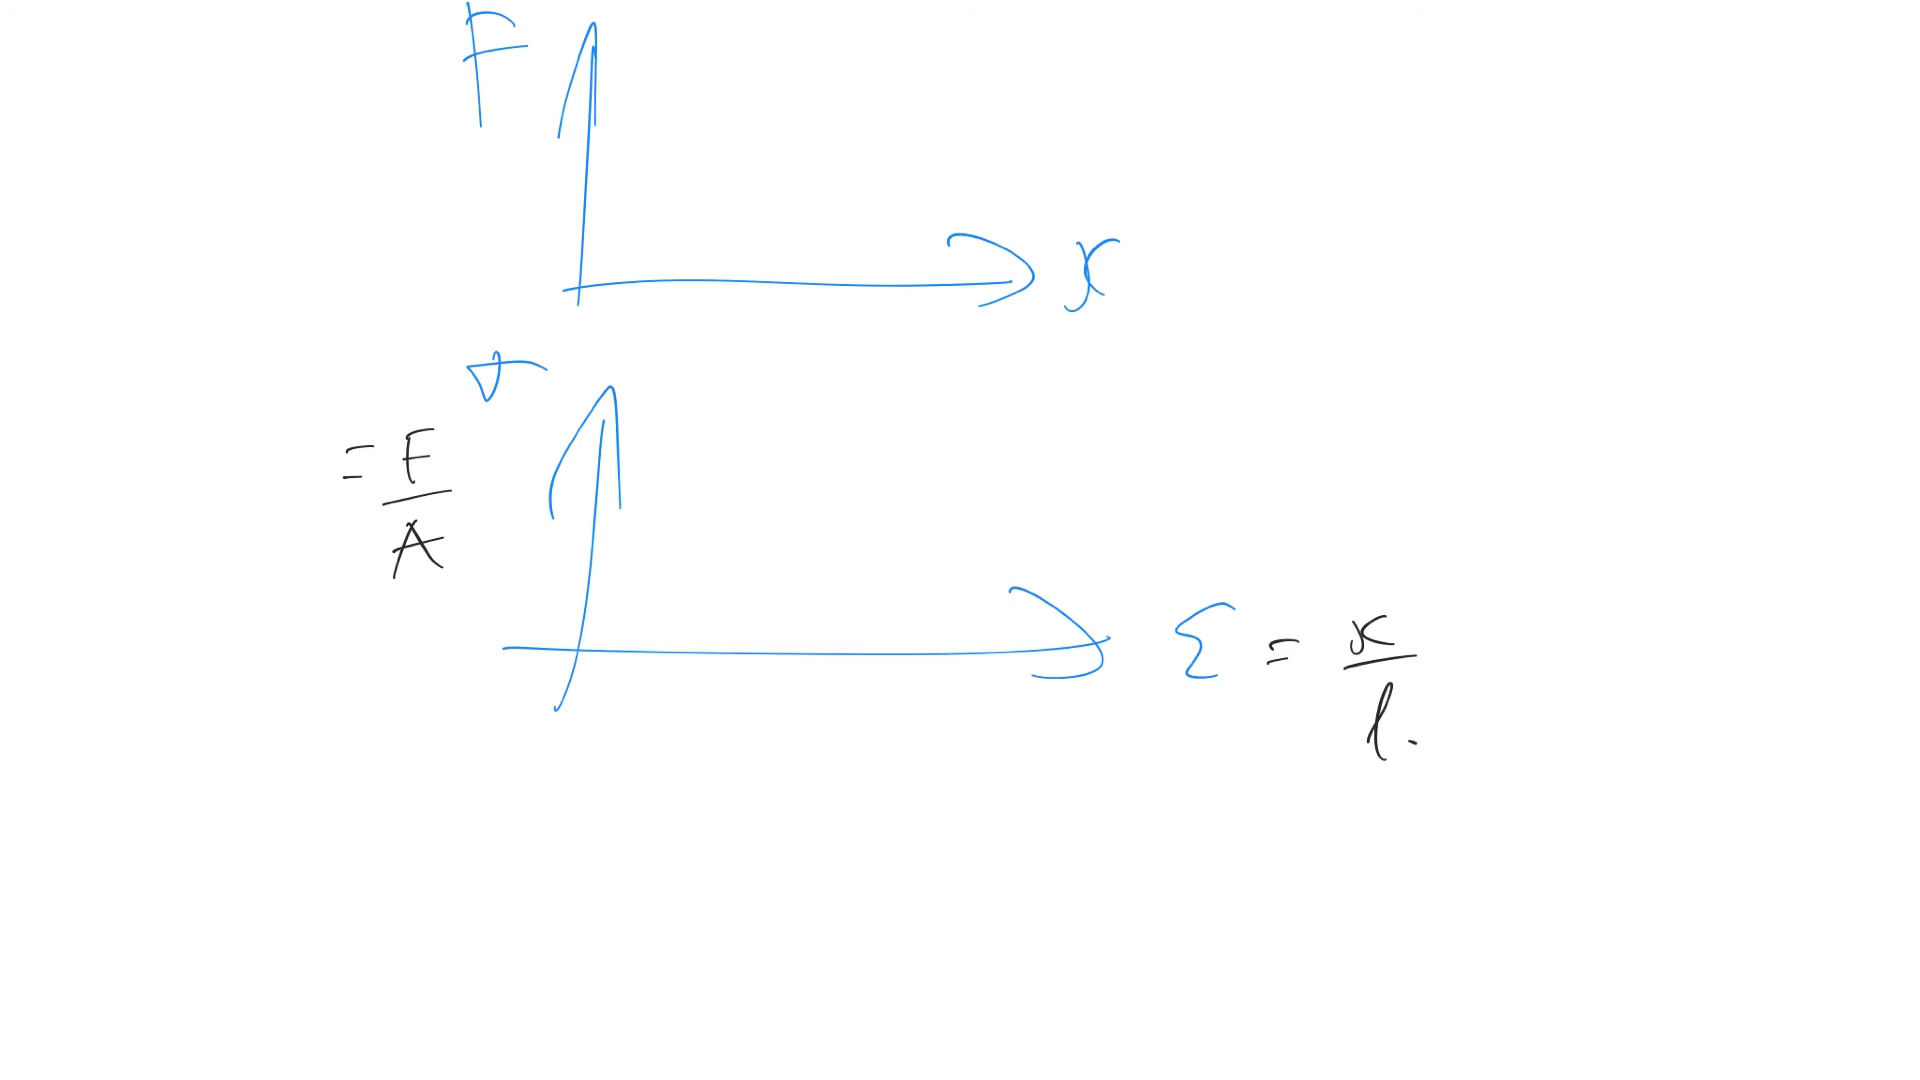 F
x
σ
= F/A
ε = x/l.